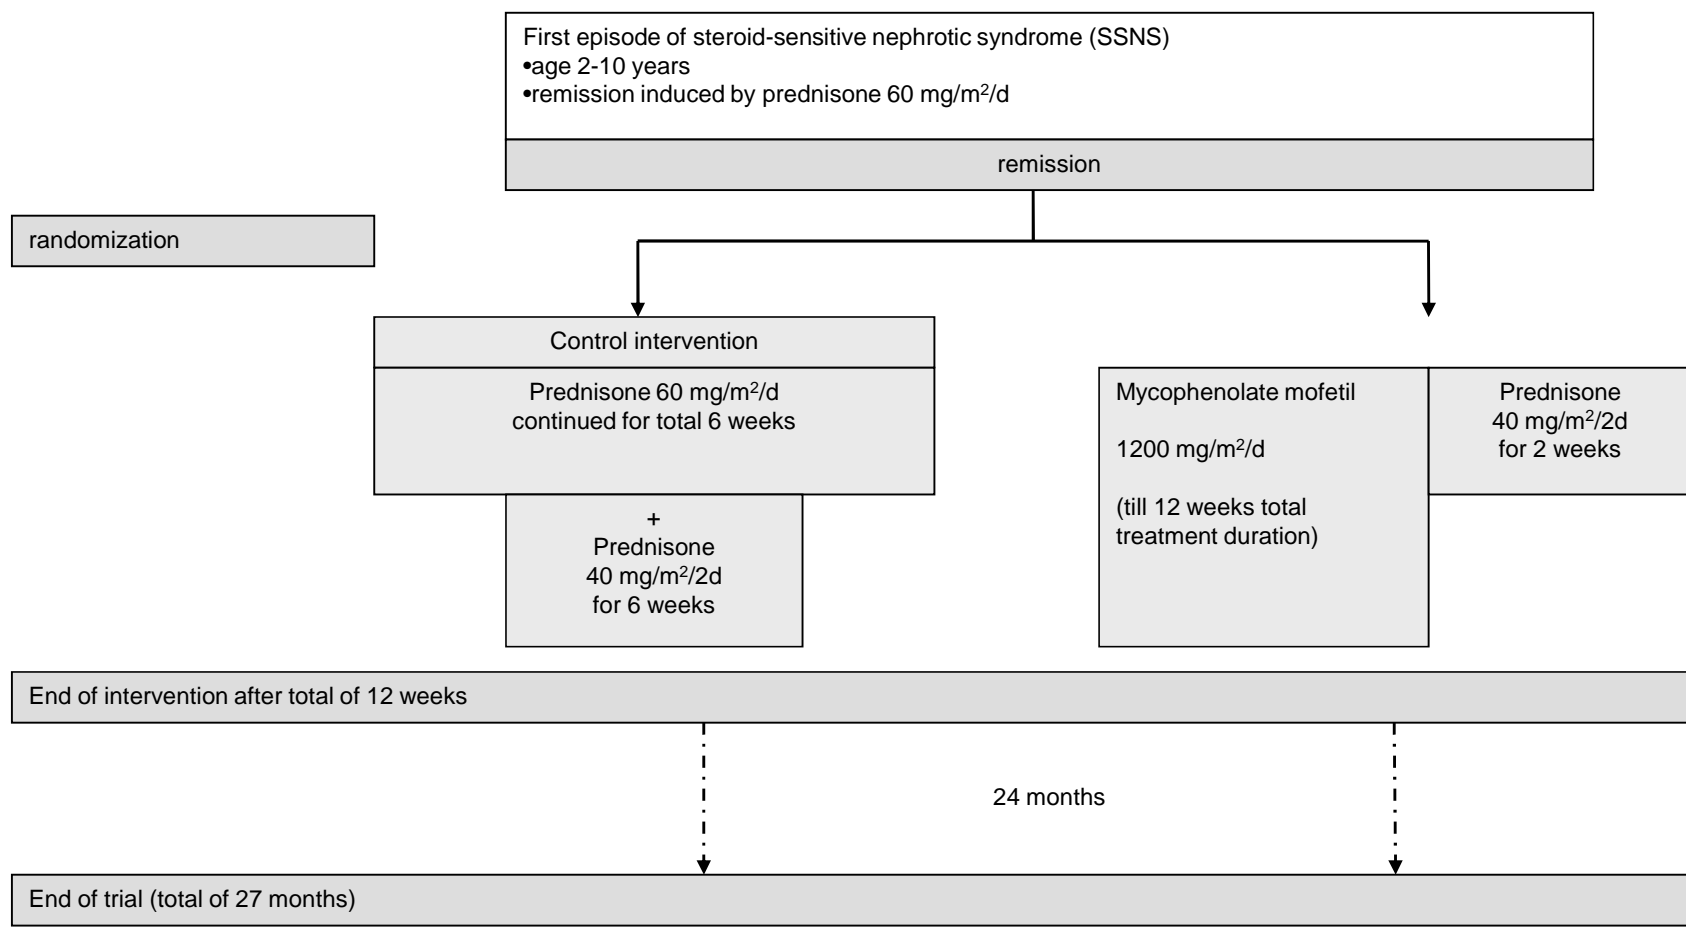 First episode of steroid-sensitive nephrotic syndrome (SSNS)
•age 2-10 years
•remission induced by prednisone 60 mg/m²/d
remission
randomization
Control intervention
Prednisone 60 mg/m²/d
continued for total 6 weeks
+
Prednisone
40 mg/m²/2d
for 6 weeks
Mycophenolate mofetil
1200 mg/m²/d
(till 12 weeks total
treatment duration)
Prednisone
40 mg/m²/2d
for 2 weeks
End of intervention after total of 12 weeks
24 months
End of trial (total of 27 months)